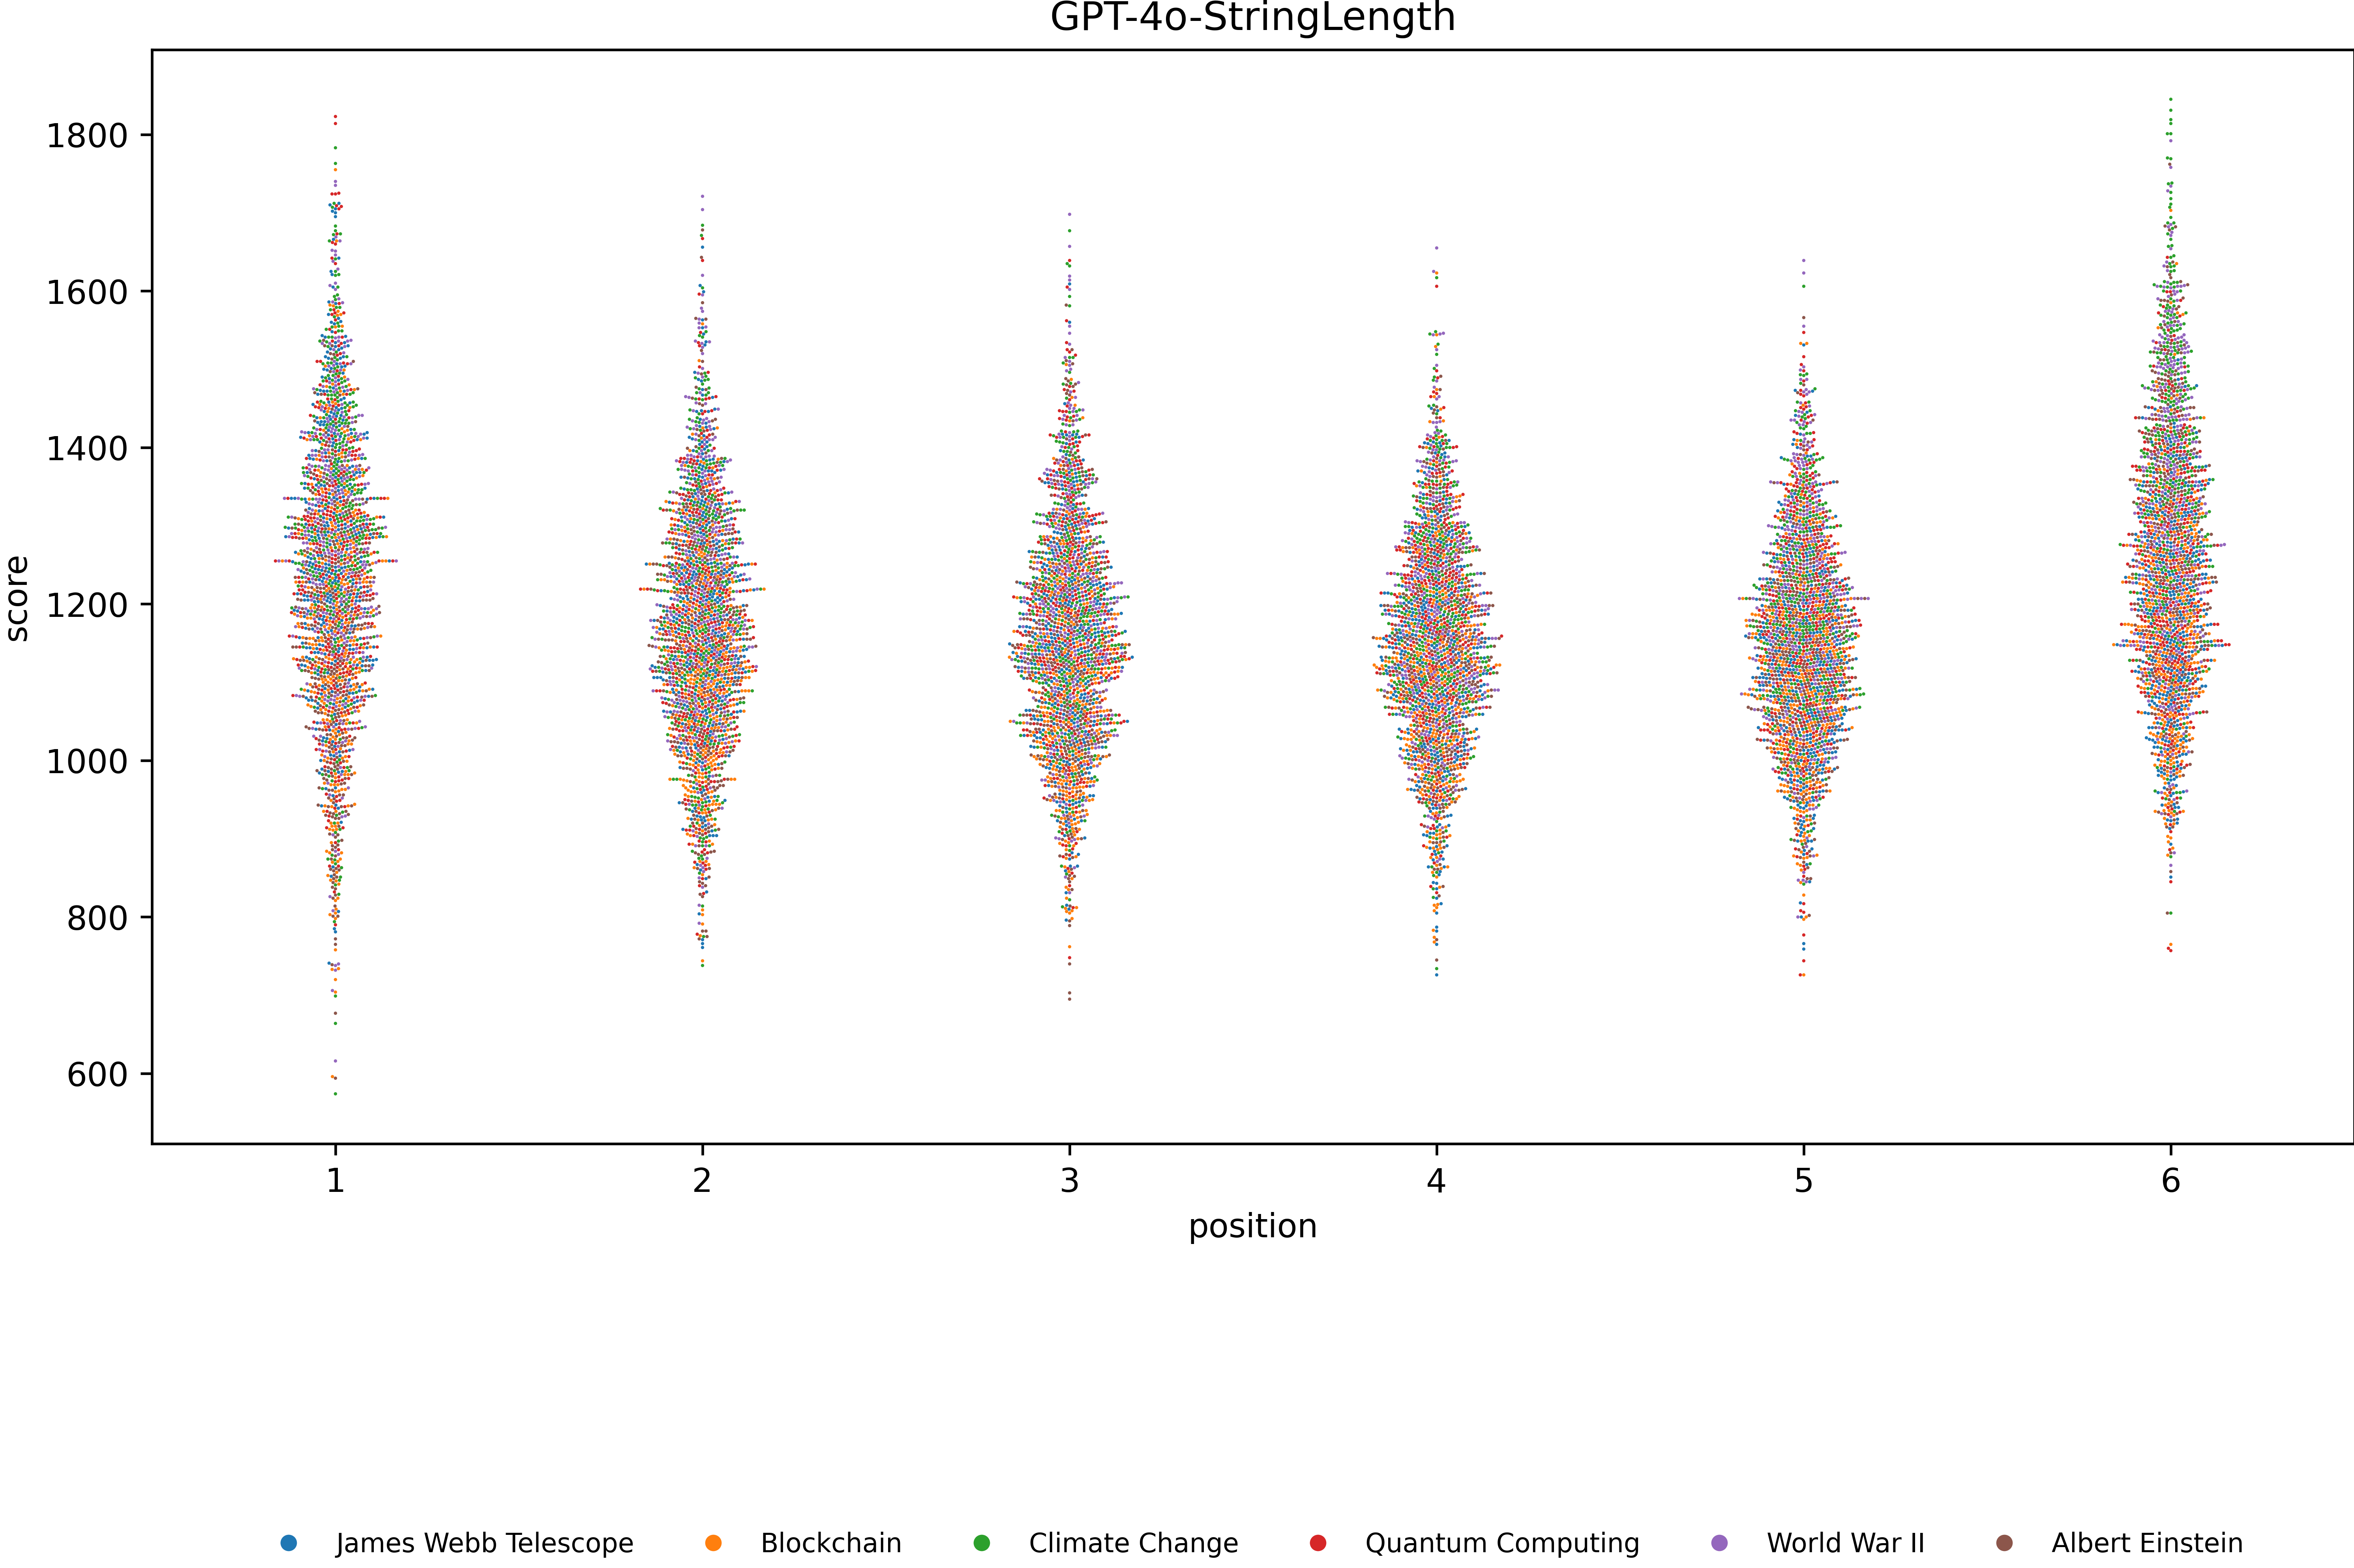 GPT-4o-StringLength
score
1800
1600
1400
1200
1000
800
600
1 2 3 4 5 6
position
James Webb Telescope Blockchain Climate Change Quantum Computing World War II Albert Einstein